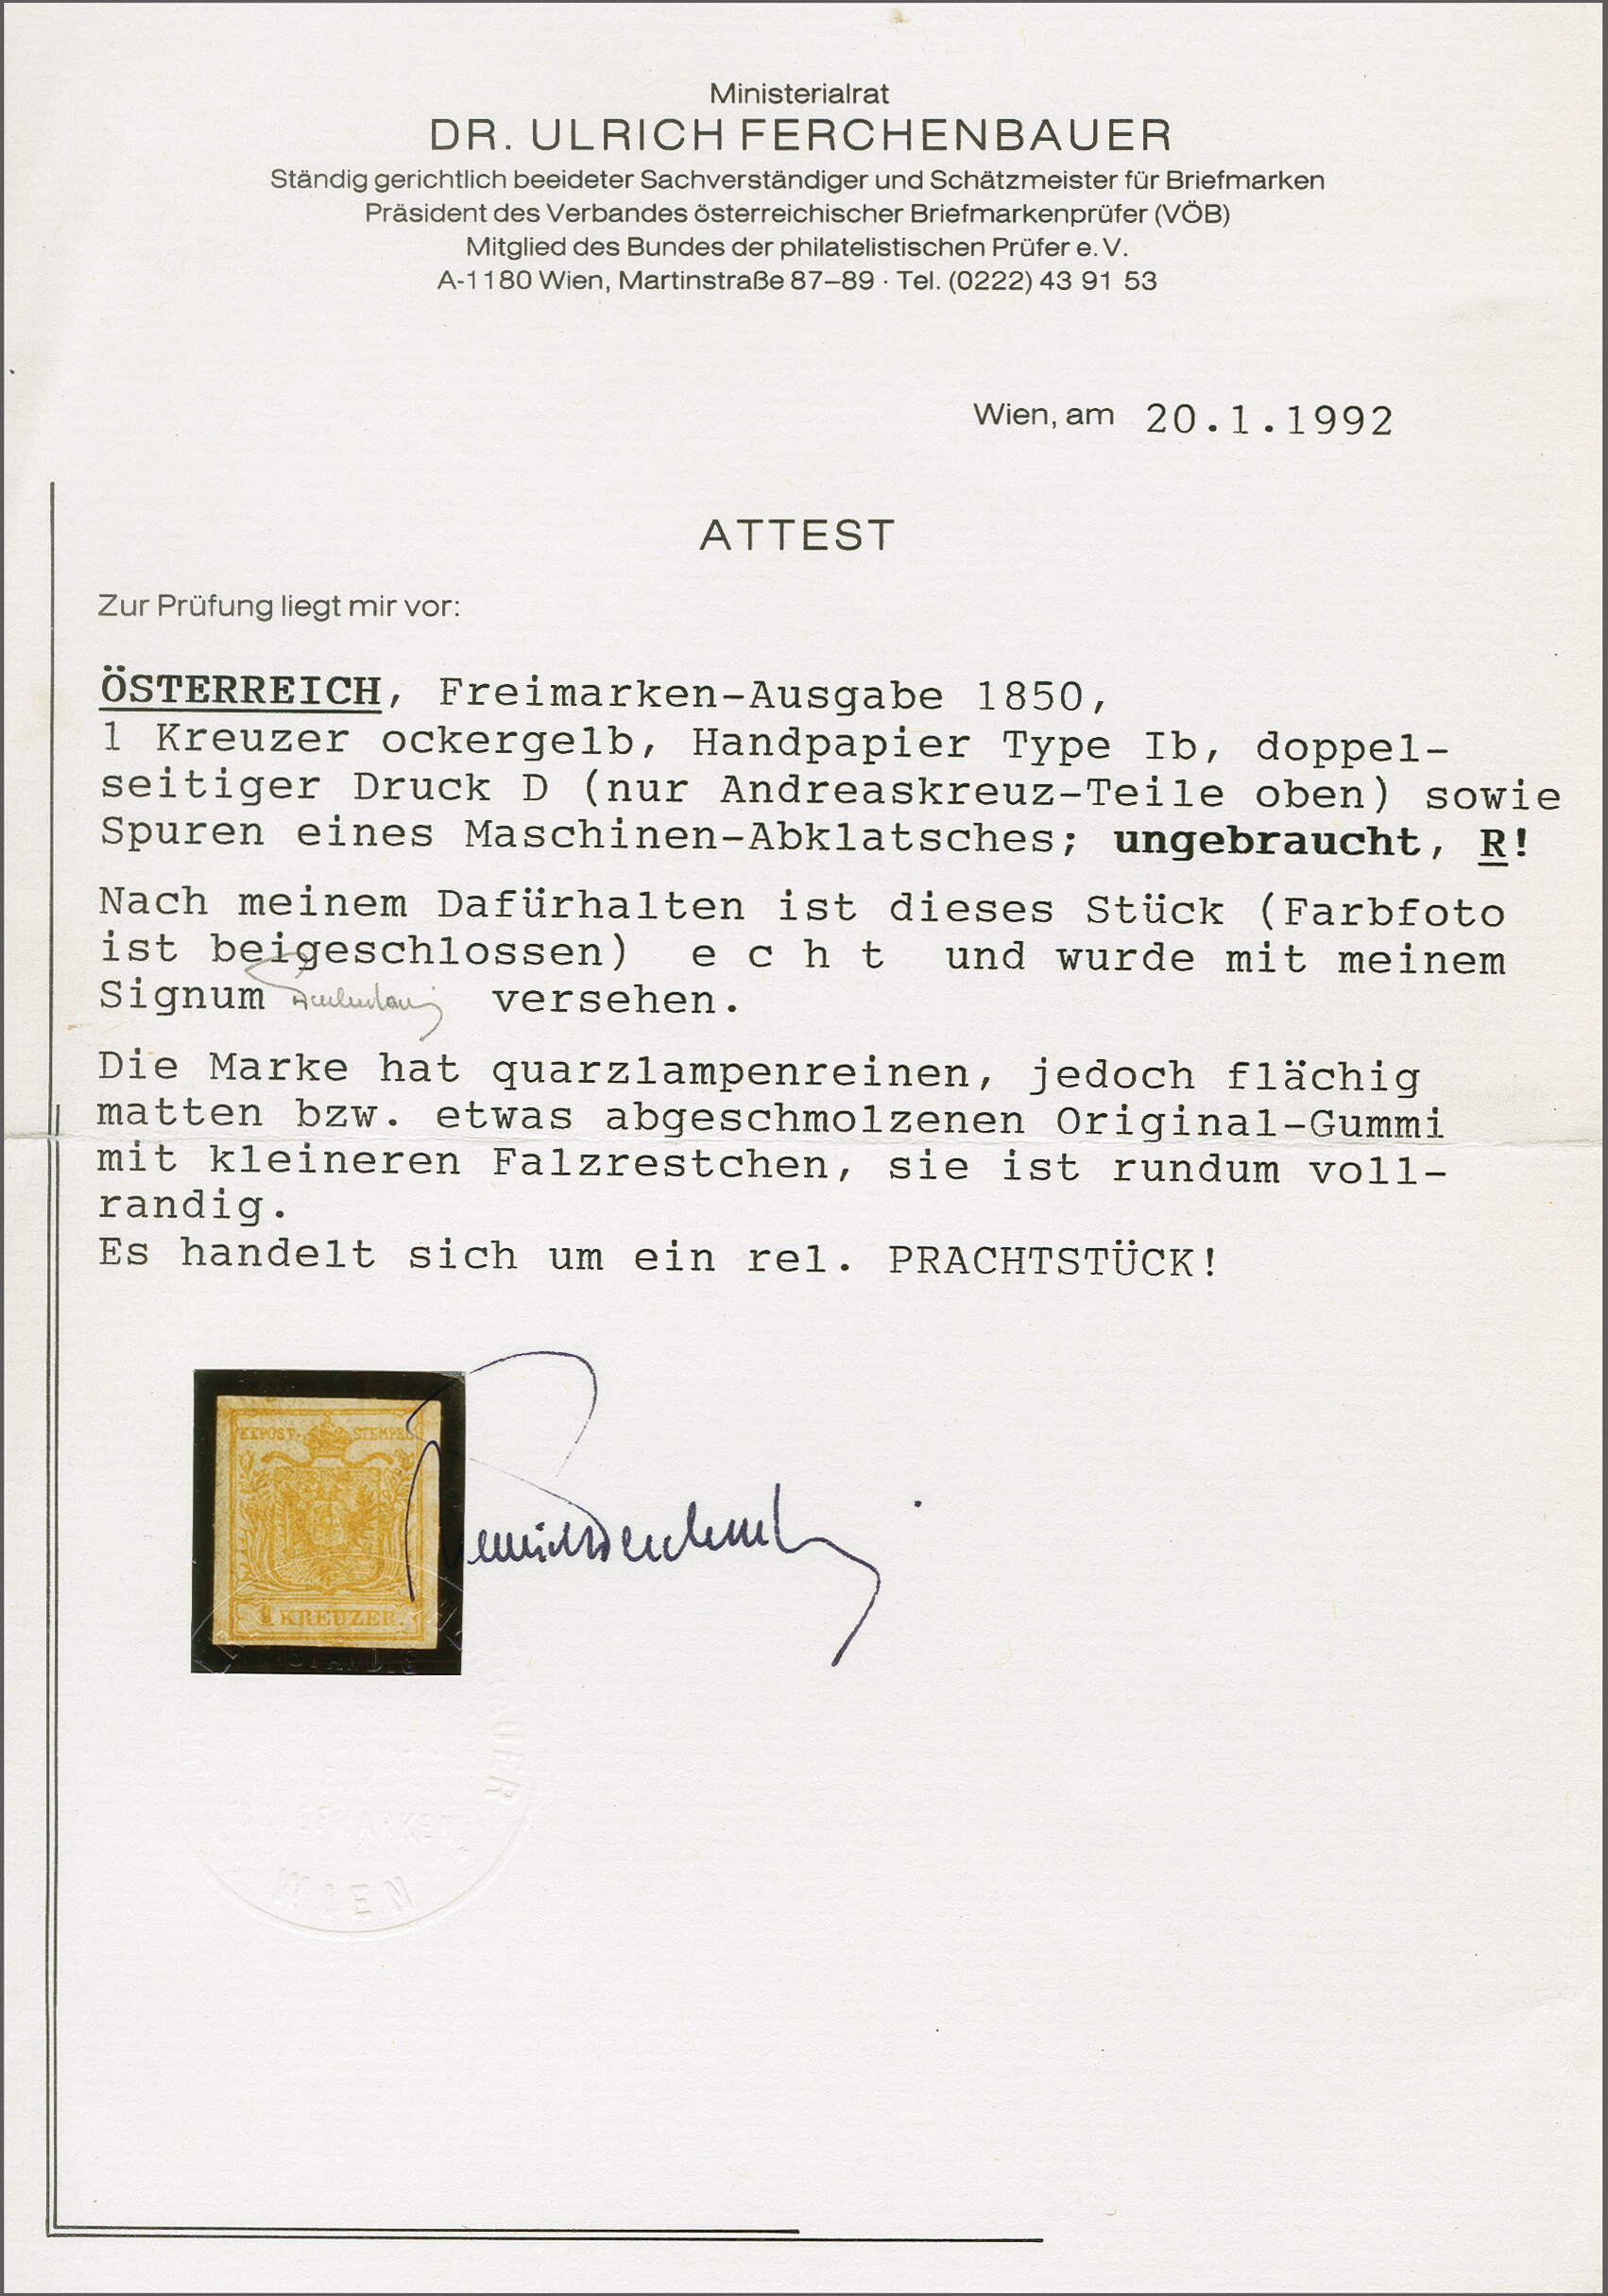 Ministerialrat
DR. ULRICH FERCHENBAUER
Ständig gerichtlich beeideter Sachverständiger und Schätzmeister für Briefmarken
Präsident des Verbandes österreichischer Briefmarkenprüfer (VÖB)
Mitglied des Bundes der philatelistischen Prüfer e. V.
A-1180 Wien, Martinstraße 87–89 · Tel. (0222) 43 91 53
Wien, am 20.1.1992
ATTEST
Zur Prüfung liegt mir vor:
ÖSTERREICH, Freimarken-Ausgabe 1850,
1 Kreuzer ockergelb, Handpapier Type Ib, doppel-
seitiger Druck D (nur Andreaskreuz-Teile oben) sowie
Spuren eines Maschinen-Abklatsches; ungebraucht, R!
Nach meinem Dafürhalten ist dieses Stück (Farbfoto
ist beigeschlossen) e c h t und wurde mit meinem
Signum versehen.
Die Marke hat quarzlampenreinen, jedoch flächig
matten bzw. etwas abgeschmolzenen Original-Gummi
mit kleineren Falzrestchen, sie ist rundum voll-
randig.
Es handelt sich um ein rel. PRACHTSTÜCK!
KKPOST-STEMPEL
1 KREUZER.
WIEN